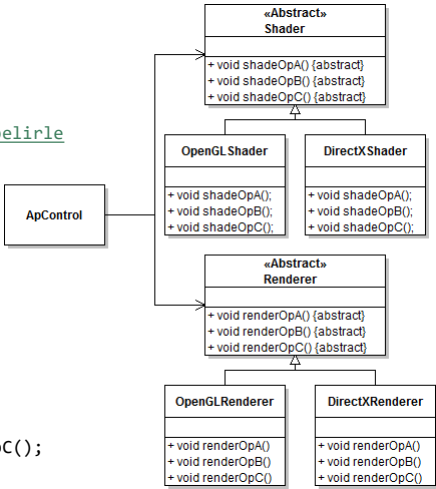 «Abstract»
Shader
+ void shadeOpA() {abstract}
+ void shadeOpB() {abstract}
+ void shadeOpC() {abstract}
belirle
OpenGLShader
+ void shadeOpA();
+ void shadeOpB();
+ void shadeOpC();
DirectXShader
+ void shadeOpA();
+ void shadeOpB();
+ void shadeOpC();
ApControl
«Abstract»
Renderer
+ void renderOpA() {abstract}
+ void renderOpB() {abstract}
+ void renderOpC() {abstract}
OpenGLRenderer
+ void renderOpA()
+ void renderOpB()
+ void renderOpC()
DirectXRenderer
+ void renderOpA()
+ void renderOpB()
+ void renderOpC()
C();